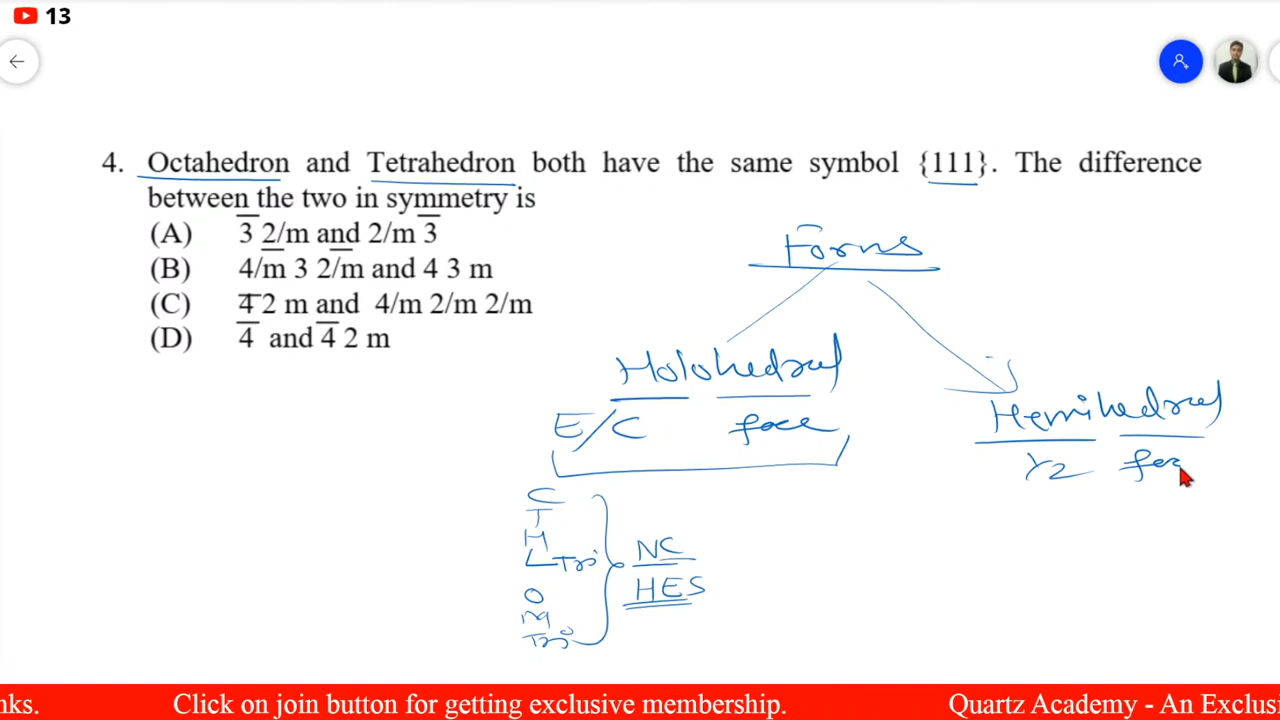 13
4. Octahedron and Tetrahedron both have the same symbol {111}. The difference
between the two in symmetry is
(A) 3̅ 2/m and 2/m 3̅
(B) 4/m 3̅ 2/m and 4̅ 3 m
(C) 4̅ 2 m and 4/m 2/m 2/m
(D) 4̅ and 4̅ 2 m
Forms
Holohedral
Hemihedral
E/C face
1/2
C
T
H
Tri
NC
HES
O
Tri
nks. Click on join button for getting exclusive membership. Quartz Academy - An Exclusi